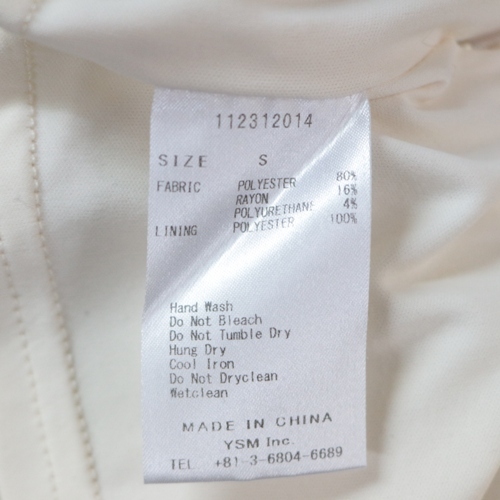 112312014
SIZE S
FABRIC POLYESTER 80%
RAYON 16%
POLYURETHANE 4%
LINING POLYESTER 100%
Hand Wash
Do Not Bleach
Do Not Tumble Dry
Hung Dry
Cool Iron
Do Not Dryclean
Wetclean
MADE IN CHINA
YSM Inc.
TEL. +81-3-6804-6689